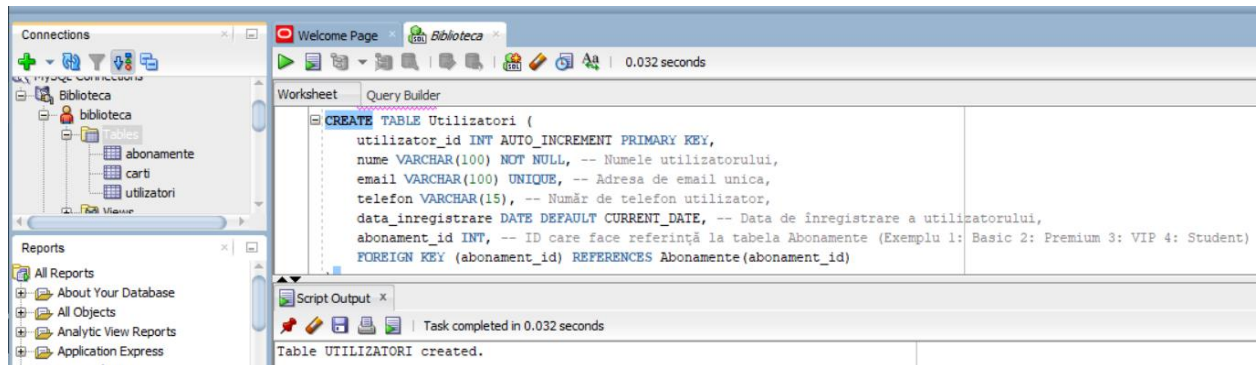 Connections
MySQL Connections
Biblioteca
biblioteca
Tables
abonamente
carti
utilizatori
Views
Reports
All Reports
About Your Database
All Objects
Analytic View Reports
Application Express
Welcome Page
Biblioteca
0.032 seconds
Worksheet Query Builder
CREATE TABLE Utilizatori (
utilizator_id INT AUTO_INCREMENT PRIMARY KEY,
nume VARCHAR(100) NOT NULL, -- Numele utilizatorului,
email VARCHAR(100) UNIQUE, -- Adresa de email unica,
telefon VARCHAR(15), -- Număr de telefon utilizator,
data_inregistrare DATE DEFAULT CURRENT_DATE, -- Data de înregistrare a utilizatorului,
abonament_id INT, -- ID care face referință la tabela Abonamente (Exemplu 1: Basic 2: Premium 3: VIP 4: Student)
FOREIGN KEY (abonament_id) REFERENCES Abonamente(abonament_id)
Script Output
Task completed in 0.032 seconds
Table UTILIZATORI created.